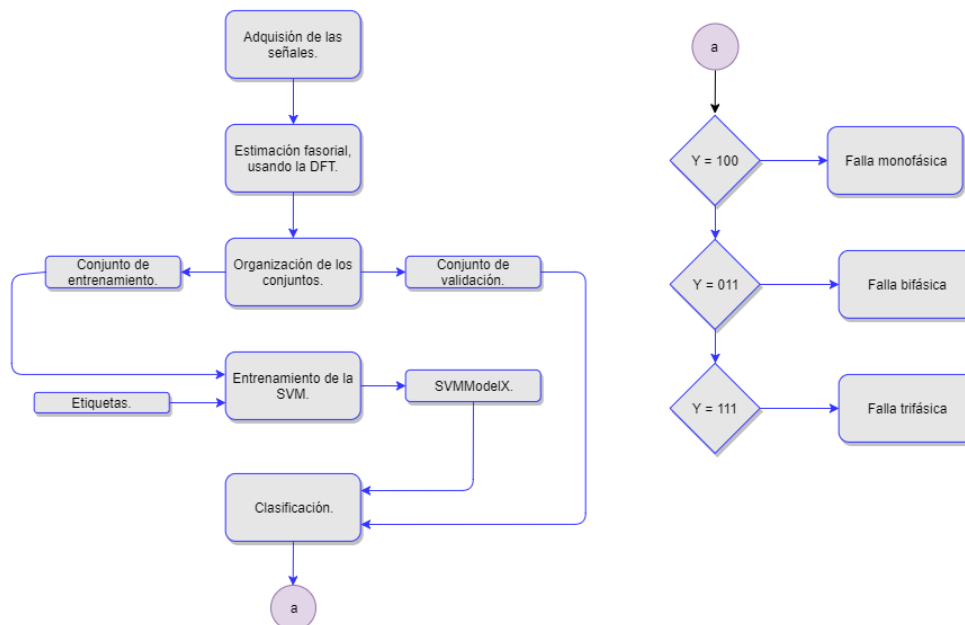 Adquisión de las
señales.
Estimación fasorial,
usando la DFT.
Conjunto de
entrenamiento.
Organización de los
conjuntos.
Conjunto de
validación.
Entrenamiento de la
SVM.
SVMModelX.
Etiquetas.
Clasificación.
a
a
Y = 100
Falla monofásica
Y = 011
Falla bifásica
Y = 111
Falla trifásica